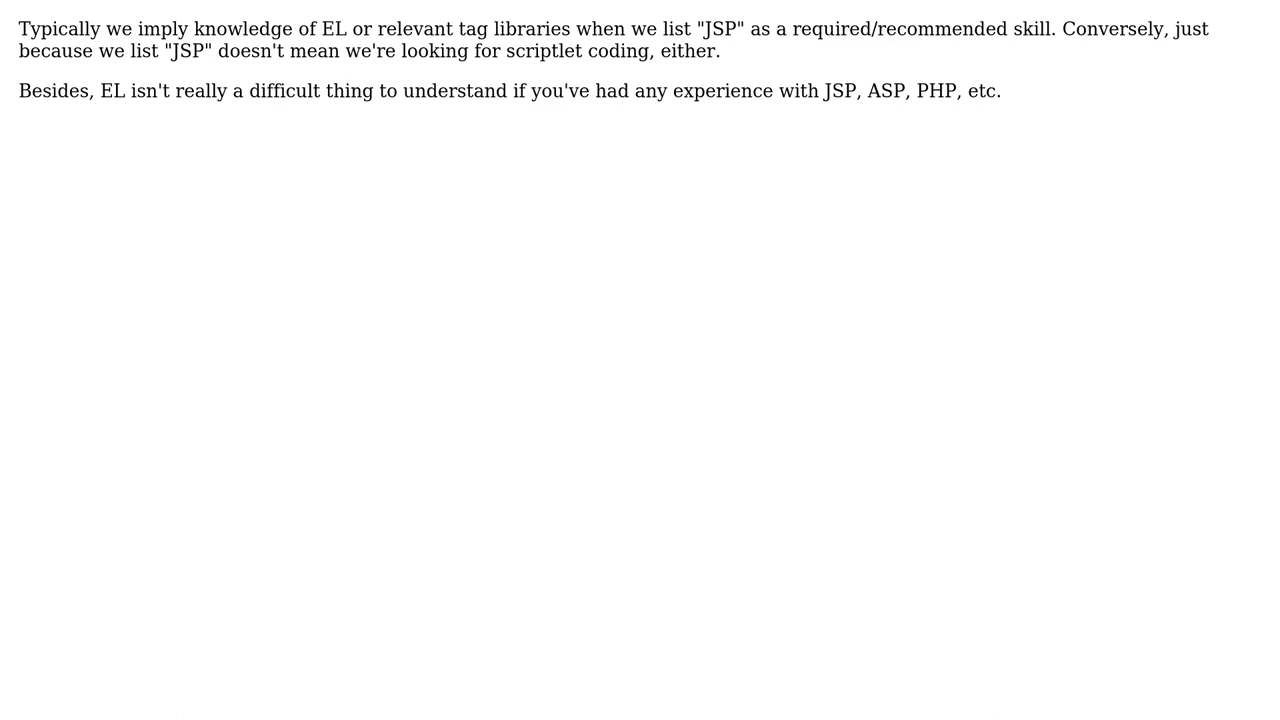 Typically we imply knowledge of EL or relevant tag libraries when we list "JSP" as a required/recommended skill. Conversely, just
because we list "JSP" doesn't mean we're looking for scriptlet coding, either.
Besides, EL isn't really a difficult thing to understand if you've had any experience with JSP, ASP, PHP, etc.